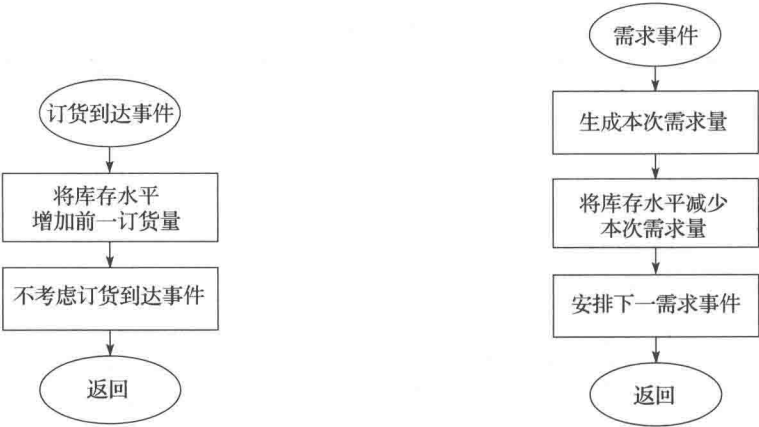 订货到达事件
将库存水平
增加前一订货量
不考虑订货到达事件
返回
需求事件
生成本次需求量
将库存水平减少
本次需求量
安排下一需求事件
返回